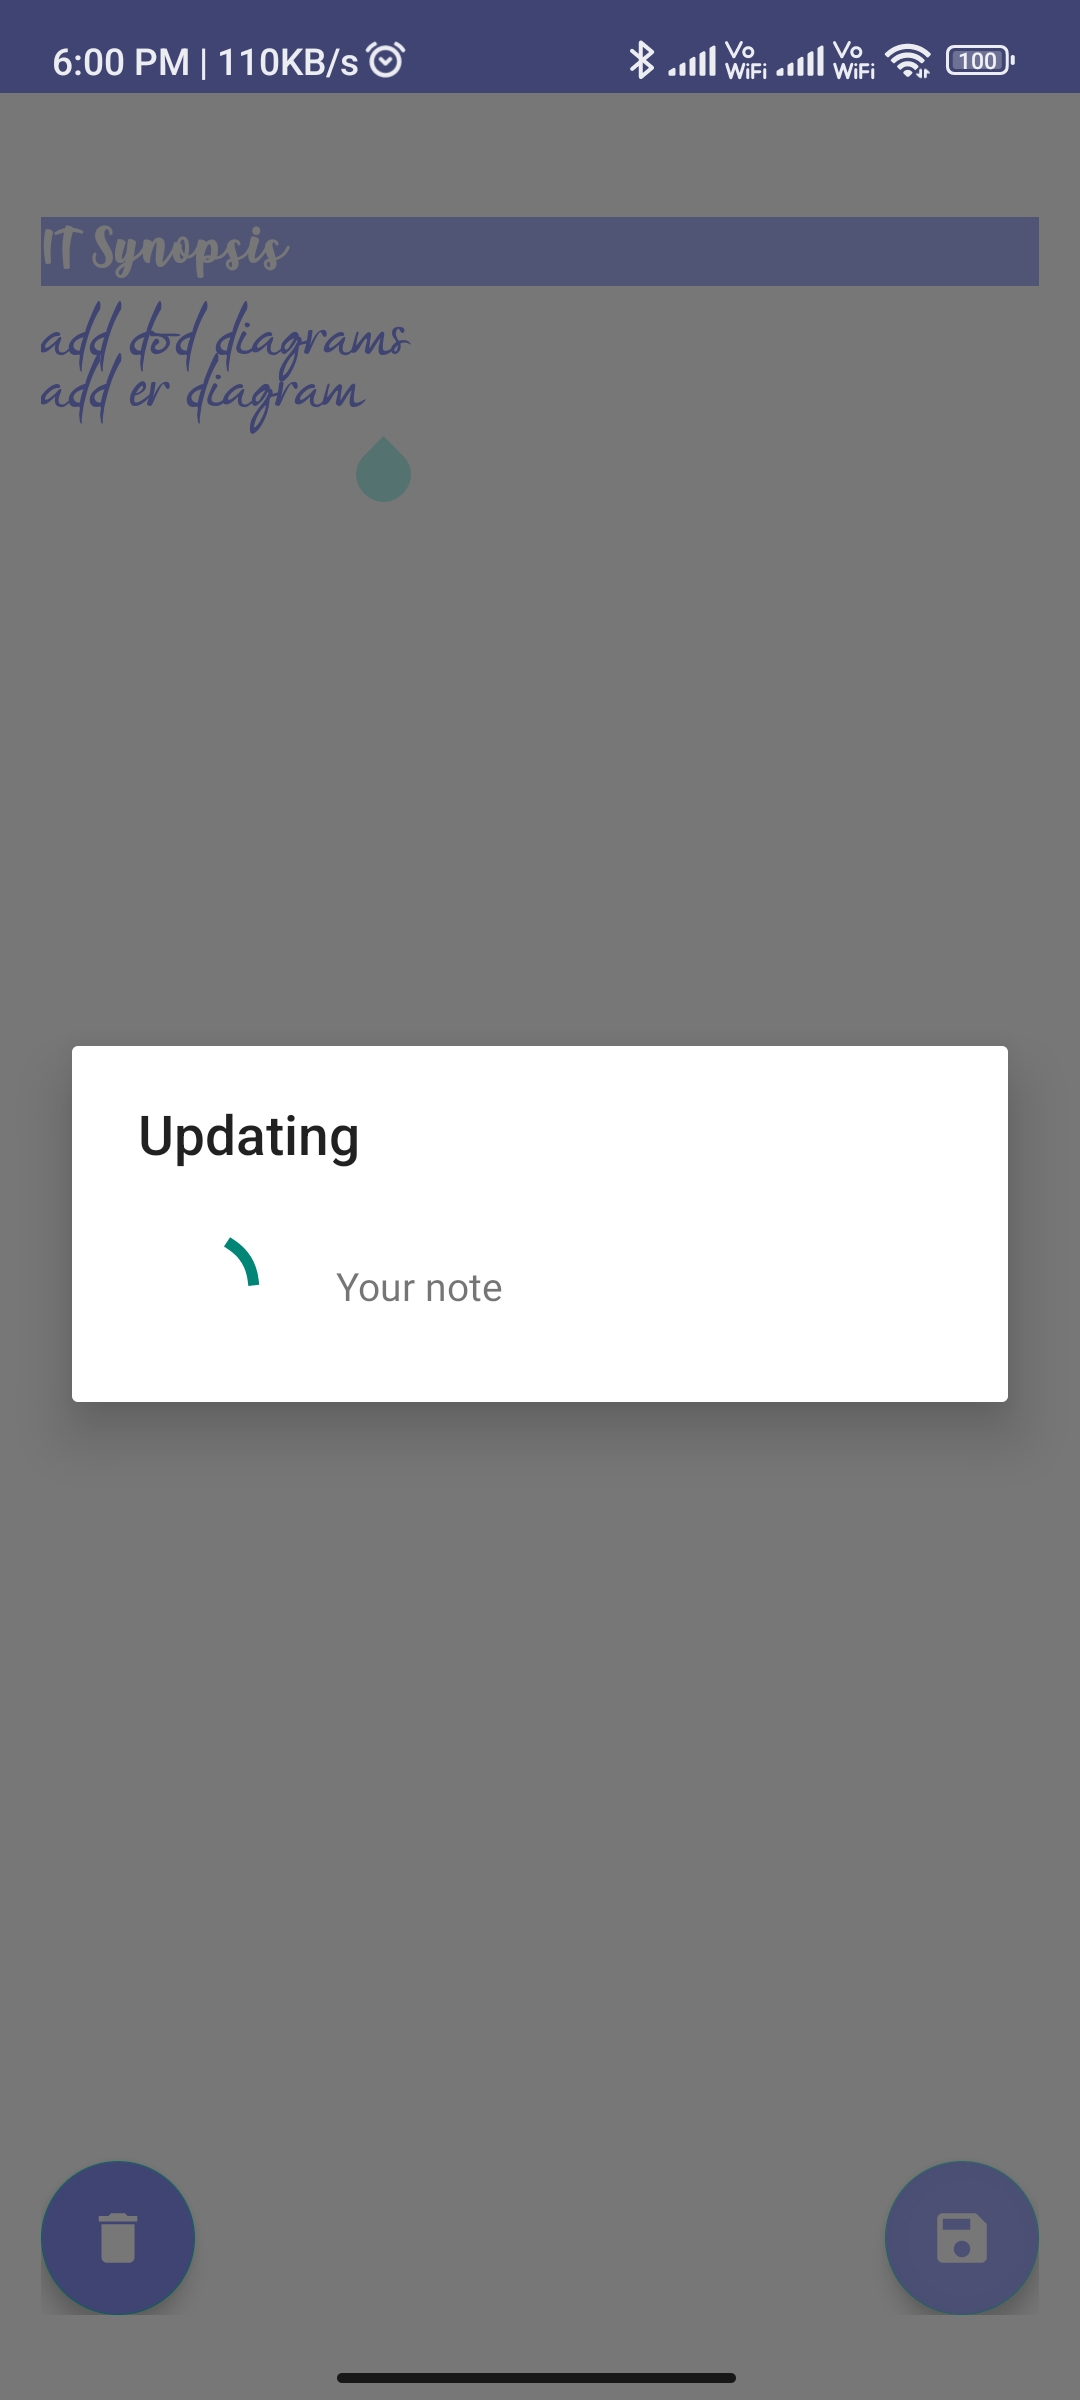 6:00 PM | 110KB/s Vo WiFi Vo WiFi 100
IT Synopsis
add dod diagrams
add er diagram
Updating
Your note